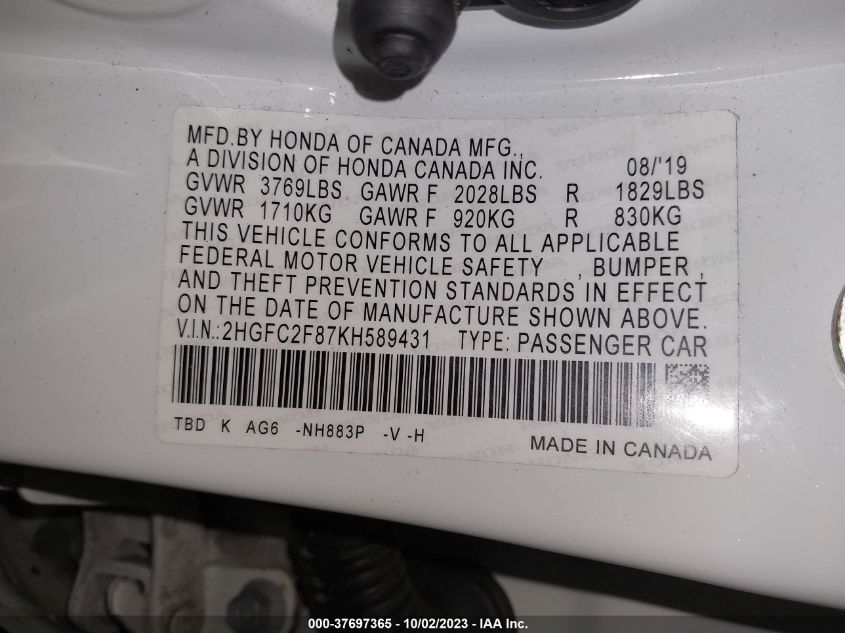 MFD.BY HONDA OF CANADA MFG.,
A DIVISION OF HONDA CANADA INC. 08/'19
GVWR 3769LBS GAWR F 2028LBS R 1829LBS
GVWR 1710KG GAWR F 920KG R 830KG
THIS VEHICLE CONFORMS TO ALL APPLICABLE
FEDERAL MOTOR VEHICLE SAFETY , BUMPER ,
AND THEFT PREVENTION STANDARDS IN EFFECT
ON THE DATE OF MANUFACTURE SHOWN ABOVE.
V.I.N.:2HGFC2F87KH589431 TYPE: PASSENGER CAR
TBD K AG6 -NH883P -V -H
MADE IN CANADA
000-37697365 - 10/02/2023 - IAA Inc.